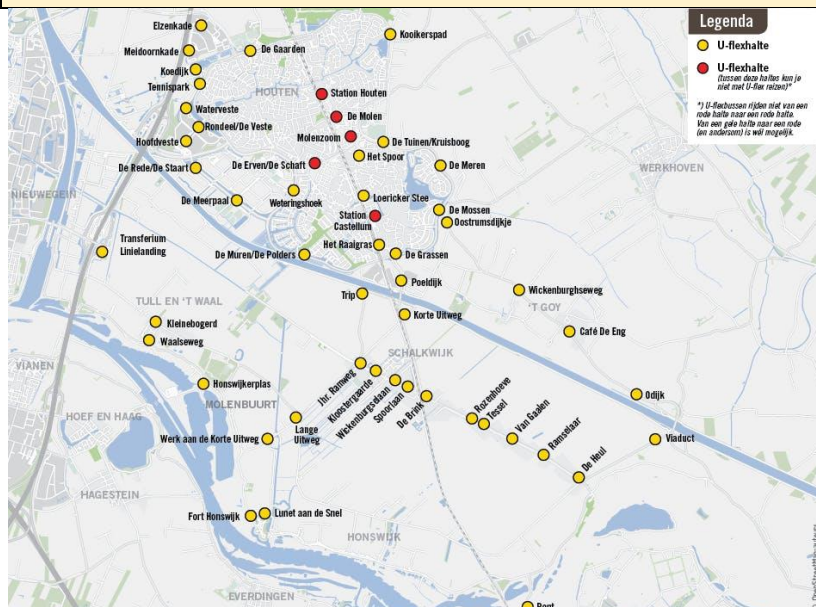 Legenda
U-flexhalte
U-flexhalte
(tussen deze haltes kun je
niet met U-flex reizen)*
*) U-flexbussen rijden niet van een
rode halte naar een rode halte.
Van een gele halte naar een rode
(en andersom) is wél mogelijk.
Elzenkade
Kooikerspad
Meidoornkade
De Gaarden
Koedijk
Tennispark
HOUTEN
Station Houten
Waterveste
De Molen
Rondeel/De Veste
Molenzoom
De Tuinen/Kruisboog
Hoofdveste
Het Spoor
De Erven/De Schaft
De Meren
De Rede/De Staart
WERKHOVEN
NIEUWEGEIN
Weteringshoek
Loericker Stee
De Meerpaal
Station
Castellum
De Mossen
Oostrumsdijkje
Transferium
Linielanding
Het Raaigras
De Grassen
De Muren/De Polders
Poeldijk
Trip
Wickenburghseweg
'T GOY
TULL EN 'T WAAL
Korte Uitweg
Kleinebogerd
Café De Eng
Waalseweg
SCHALKWIJK
VIANEN
Jhr. Ramweg
Kloostergaarde
Wickenburgselaan
Spoorlaan
De Brink
Honswijkerplas
MOLENBUURT
Odijk
HOEF EN HAAG
Rozenhoeve
Tessel
Van Gaalen
Ramselaar
De Heul
Lange
Uitweg
Werk aan de Korte Uitweg
Viaduct
HAGESTEIN
Fort Honswijk
Lunet aan de Snel
HONSWIJK
EVERDINGEN
Pont